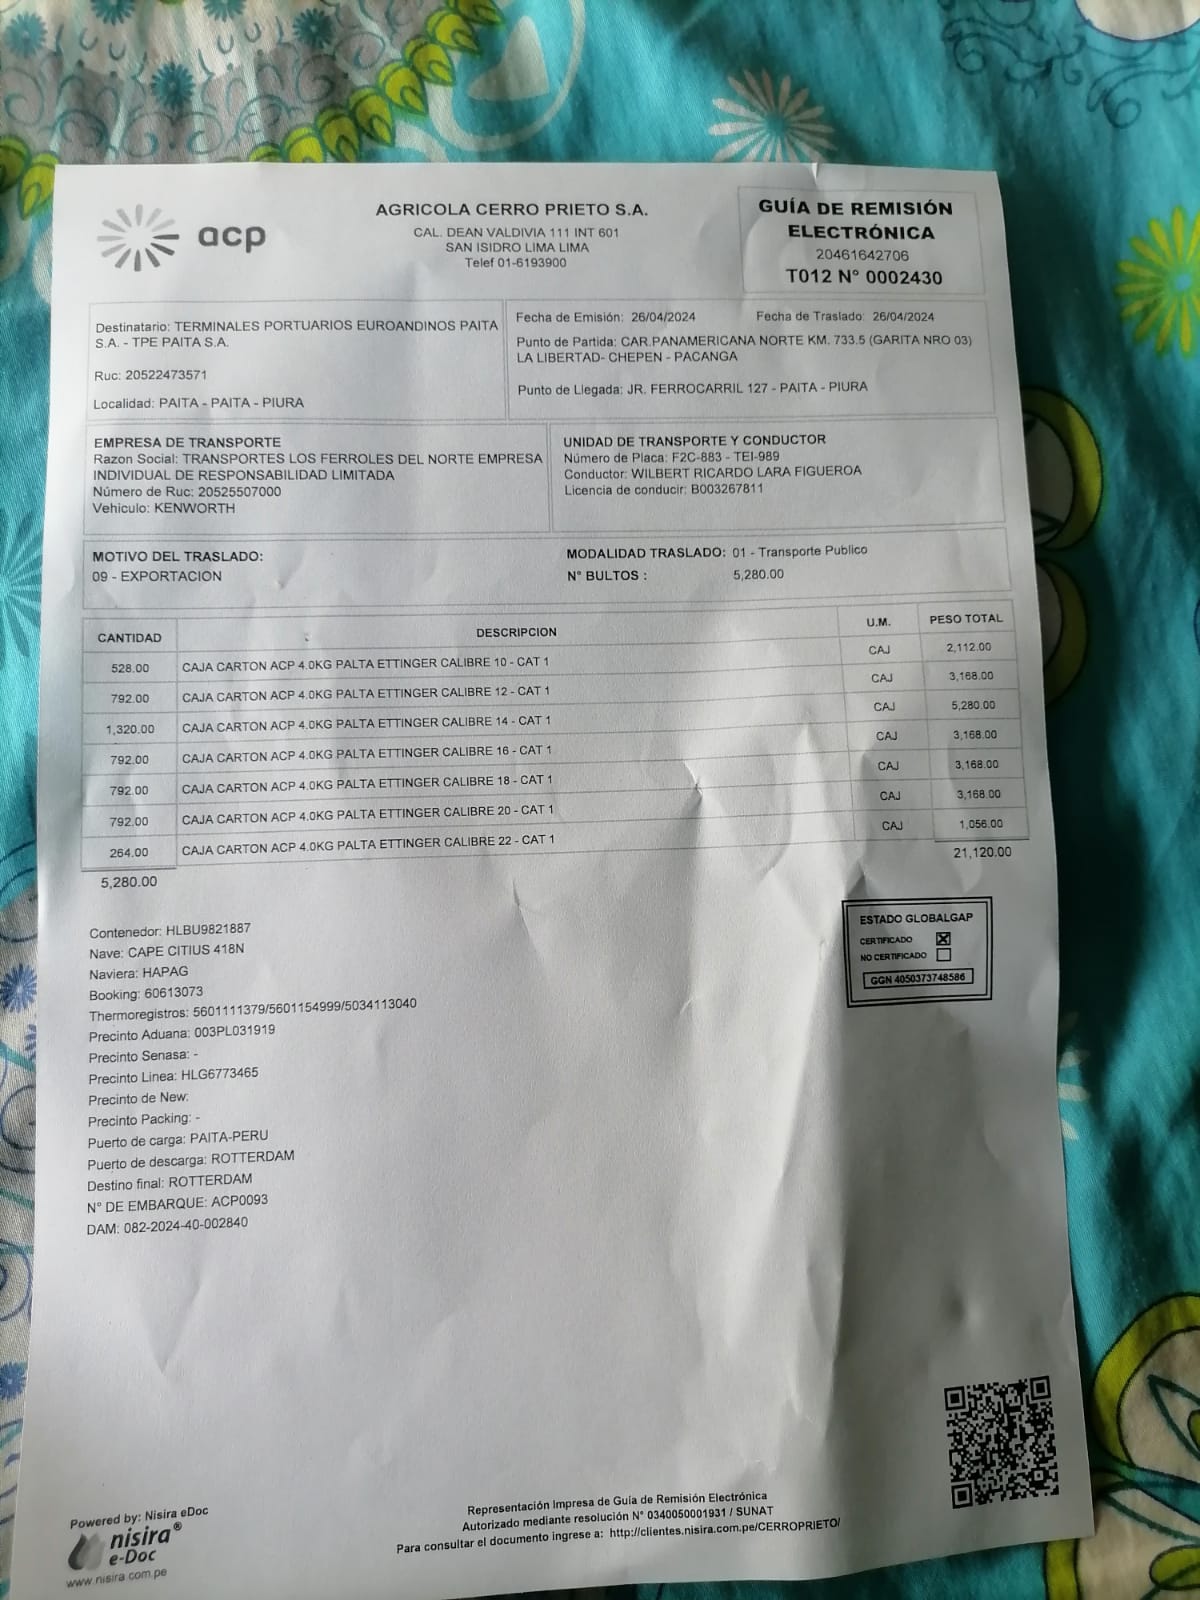 acp
AGRICOLA CERRO PRIETO S.A.
CAL. DEAN VALDIVIA 111 INT 601
SAN ISIDRO LIMA LIMA
Telef 01-6193900
GUÍA DE REMISIÓN
ELECTRÓNICA
20461642706
T012 N° 0002430
Destinatario: TERMINALES PORTUARIOS EUROANDINOS PAITA
S.A. - TPE PAITA S.A.
Ruc: 20522473571
Localidad: PAITA - PAITA - PIURA
Fecha de Emisión: 26/04/2024 Fecha de Traslado: 26/04/2024
Punto de Partida: CAR.PANAMERICANA NORTE KM. 733.5 (GARITA NRO 03)
LA LIBERTAD- CHEPEN - PACANGA
Punto de Llegada: JR. FERROCARRIL 127 - PAITA - PIURA
EMPRESA DE TRANSPORTE
Razon Social: TRANSPORTES LOS FERROLES DEL NORTE EMPRESA
INDIVIDUAL DE RESPONSABILIDAD LIMITADA
Número de Ruc: 20525507000
Vehiculo: KENWORTH
UNIDAD DE TRANSPORTE Y CONDUCTOR
Número de Placa: F2C-883 - TEI-989
Conductor: WILBERT RICARDO LARA FIGUEROA
Licencia de conducir: B003267811
MOTIVO DEL TRASLADO:
09 - EXPORTACION
MODALIDAD TRASLADO: 01 - Transporte Publico
N° BULTOS : 5,280.00
CANTIDAD DESCRIPCION U.M. PESO TOTAL
528.00 CAJA CARTON ACP 4.0KG PALTA ETTINGER CALIBRE 10 - CAT 1 CAJ 2,112.00
792.00 CAJA CARTON ACP 4.0KG PALTA ETTINGER CALIBRE 12 - CAT 1 CAJ 3,168.00
1,320.00 CAJA CARTON ACP 4.0KG PALTA ETTINGER CALIBRE 14 - CAT 1 CAJ 5,280.00
792.00 CAJA CARTON ACP 4.0KG PALTA ETTINGER CALIBRE 16 - CAT 1 CAJ 3,168.00
792.00 CAJA CARTON ACP 4.0KG PALTA ETTINGER CALIBRE 18 - CAT 1 CAJ 3,168.00
792.00 CAJA CARTON ACP 4.0KG PALTA ETTINGER CALIBRE 20 - CAT 1 CAJ 3,168.00
264.00 CAJA CARTON ACP 4.0KG PALTA ETTINGER CALIBRE 22 - CAT 1 CAJ 1,056.00
5,280.00 21,120.00
Contenedor: HLBU9821887
Nave: CAPE CITIUS 418N
Naviera: HAPAG
Booking: 60613073
Thermoregistros: 5601111379/5601154999/5034113040
Precinto Aduana: 003PL031919
Precinto Senasa: -
Precinto Linea: HLG6773465
Precinto de New:
Precinto Packing: -
Puerto de carga: PAITA-PERU
Puerto de descarga: ROTTERDAM
Destino final: ROTTERDAM
N° DE EMBARQUE: ACP0093
DAM: 082-2024-40-002840
ESTADO GLOBALGAP
CERTIFICADO
NO CERTIFICADO
GGN 4050373748586
Powered by: Nisira eDoc
nisira®
e-Doc
www.nisira.com.pe
Representación Impresa de Guía de Remisión Electrónica
Autorizado mediante resolución N° 0340050001931 / SUNAT
Para consultar el documento ingrese a: http://clientes.nisira.com.pe/CERROPRIETO/